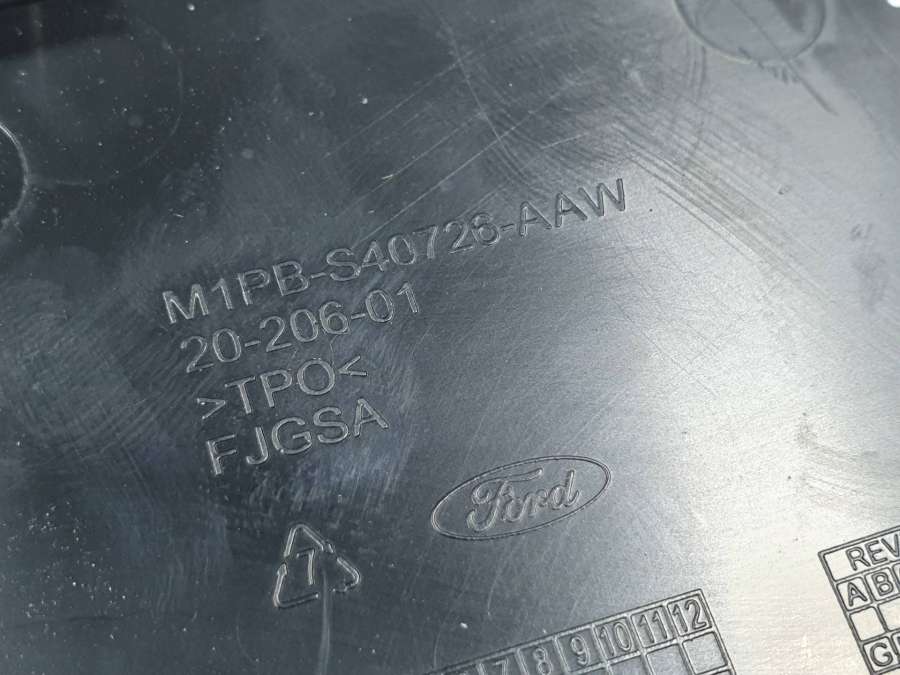 M1PB-S40726-AAW
20-206-01
>TPO<
FJGSA
Ford
7
REV
A B
7 8 9 10 11 12
G